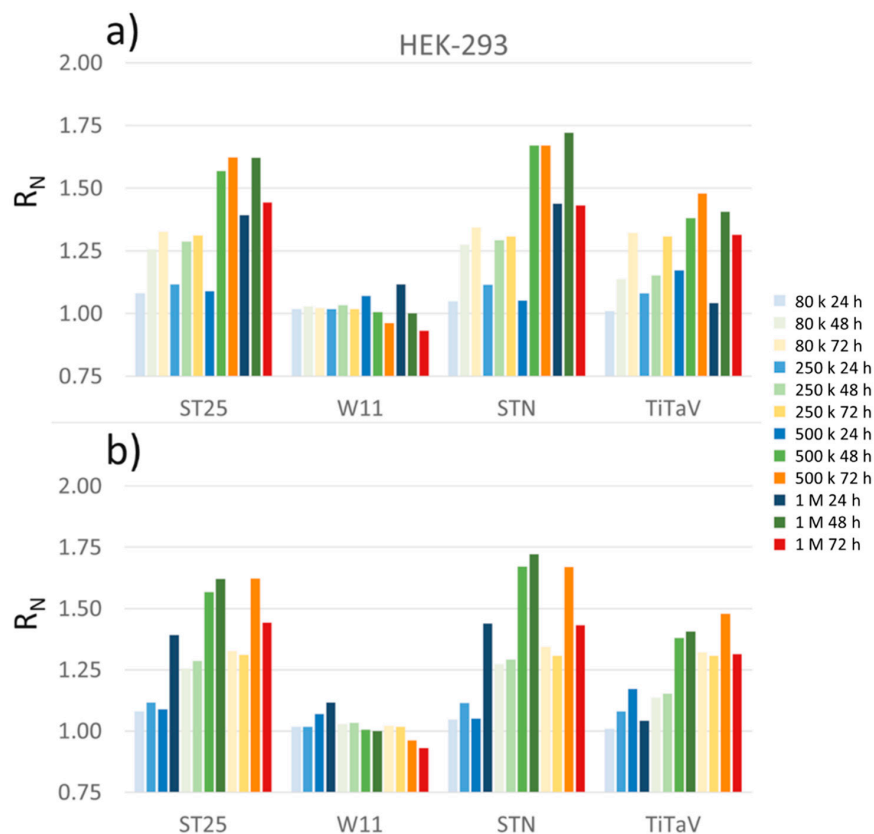 a)
HEK-293
2.00
1.75
1.50
1.25
1.00
0.75
R_N
ST25 W11 STN TiTaV
b)
2.00
1.75
1.50
1.25
1.00
0.75
R_N
ST25 W11 STN TiTaV
80 k 24 h
80 k 48 h
80 k 72 h
250 k 24 h
250 k 48 h
250 k 72 h
500 k 24 h
500 k 48 h
500 k 72 h
1 M 24 h
1 M 48 h
1 M 72 h